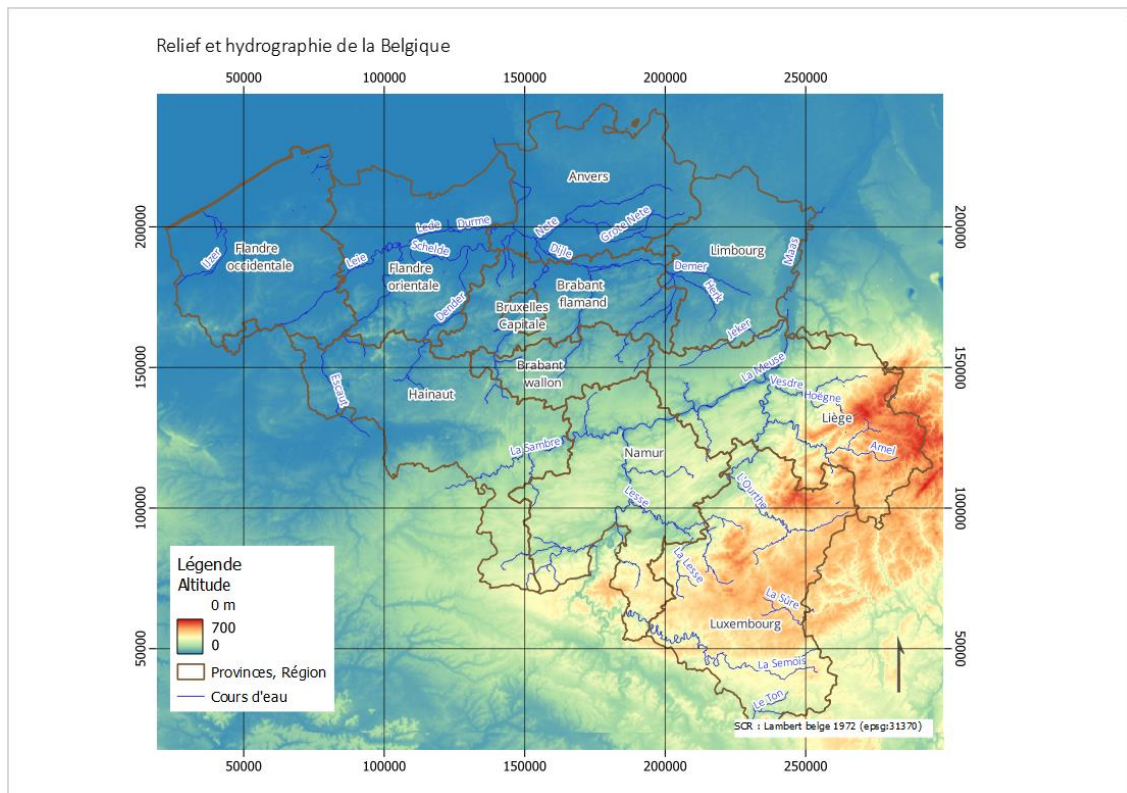 Relief et hydrographie de la Belgique
50000 100000 150000 200000 250000
Anvers
200000
200000
Lede
Durme
Nete
Grote Nete
IJzer
Flandre
occidentale
Leie
Schelde
Flandre
orientale
Dijle
Limbourg
Maas
Demer
Herk
Dender
Brabant
flamand
Bruxelles
Capitale
Jeker
150000
150000
Brabant
wallon
La Meuse
Escaut
Hainaut
Vesdre
Hoëgne
Liège
Amel
La Sambre
Namur
L'Ourthe
Lesse
100000
100000
La Lesse
La Sûre
Luxembourg
La Semois
Le Ton
50000
50000
Légende
Altitude
0 m
700
0
Provinces, Région
Cours d'eau
SCR : Lambert belge 1972 (epsg:31370)
50000 100000 150000 200000 250000